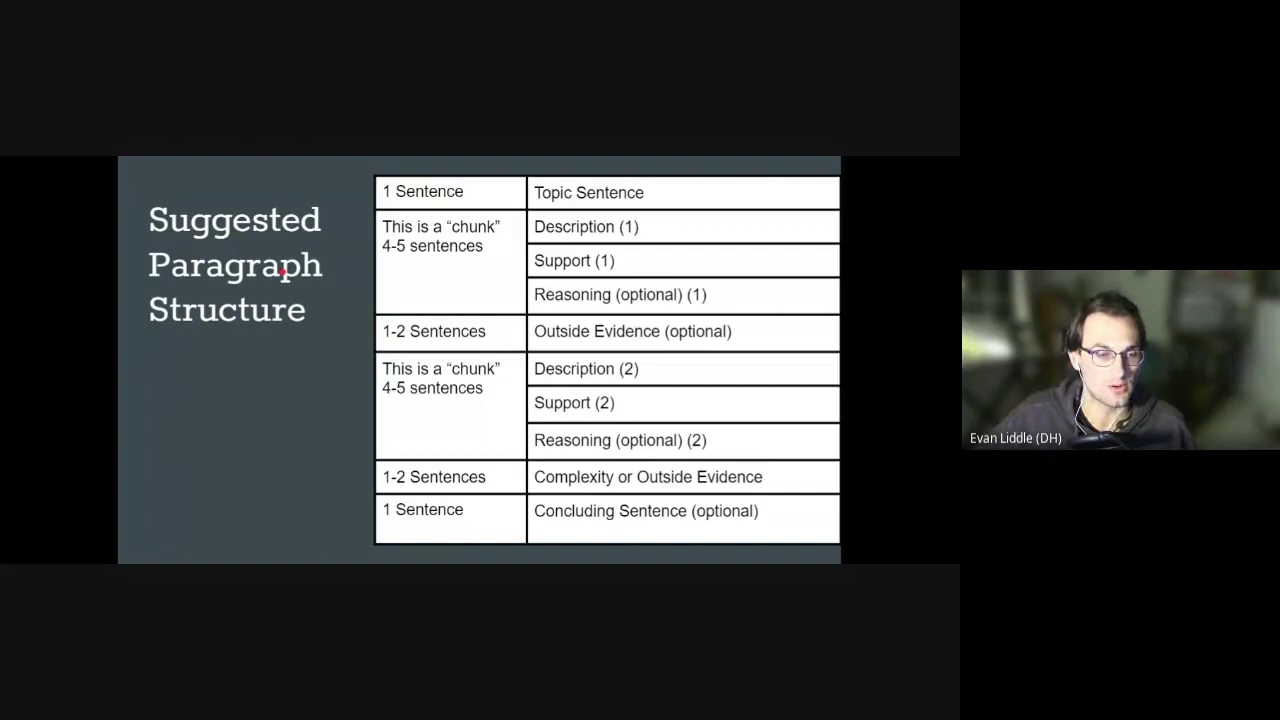 Suggested
Paragraph
Structure
1 Sentence
Topic Sentence
This is a “chunk”
4-5 sentences
Description (1)
Support (1)
Reasoning (optional) (1)
1-2 Sentences
Outside Evidence (optional)
This is a “chunk”
4-5 sentences
Description (2)
Support (2)
Reasoning (optional) (2)
1-2 Sentences
Complexity or Outside Evidence
1 Sentence
Concluding Sentence (optional)
Evan Liddle (DH)